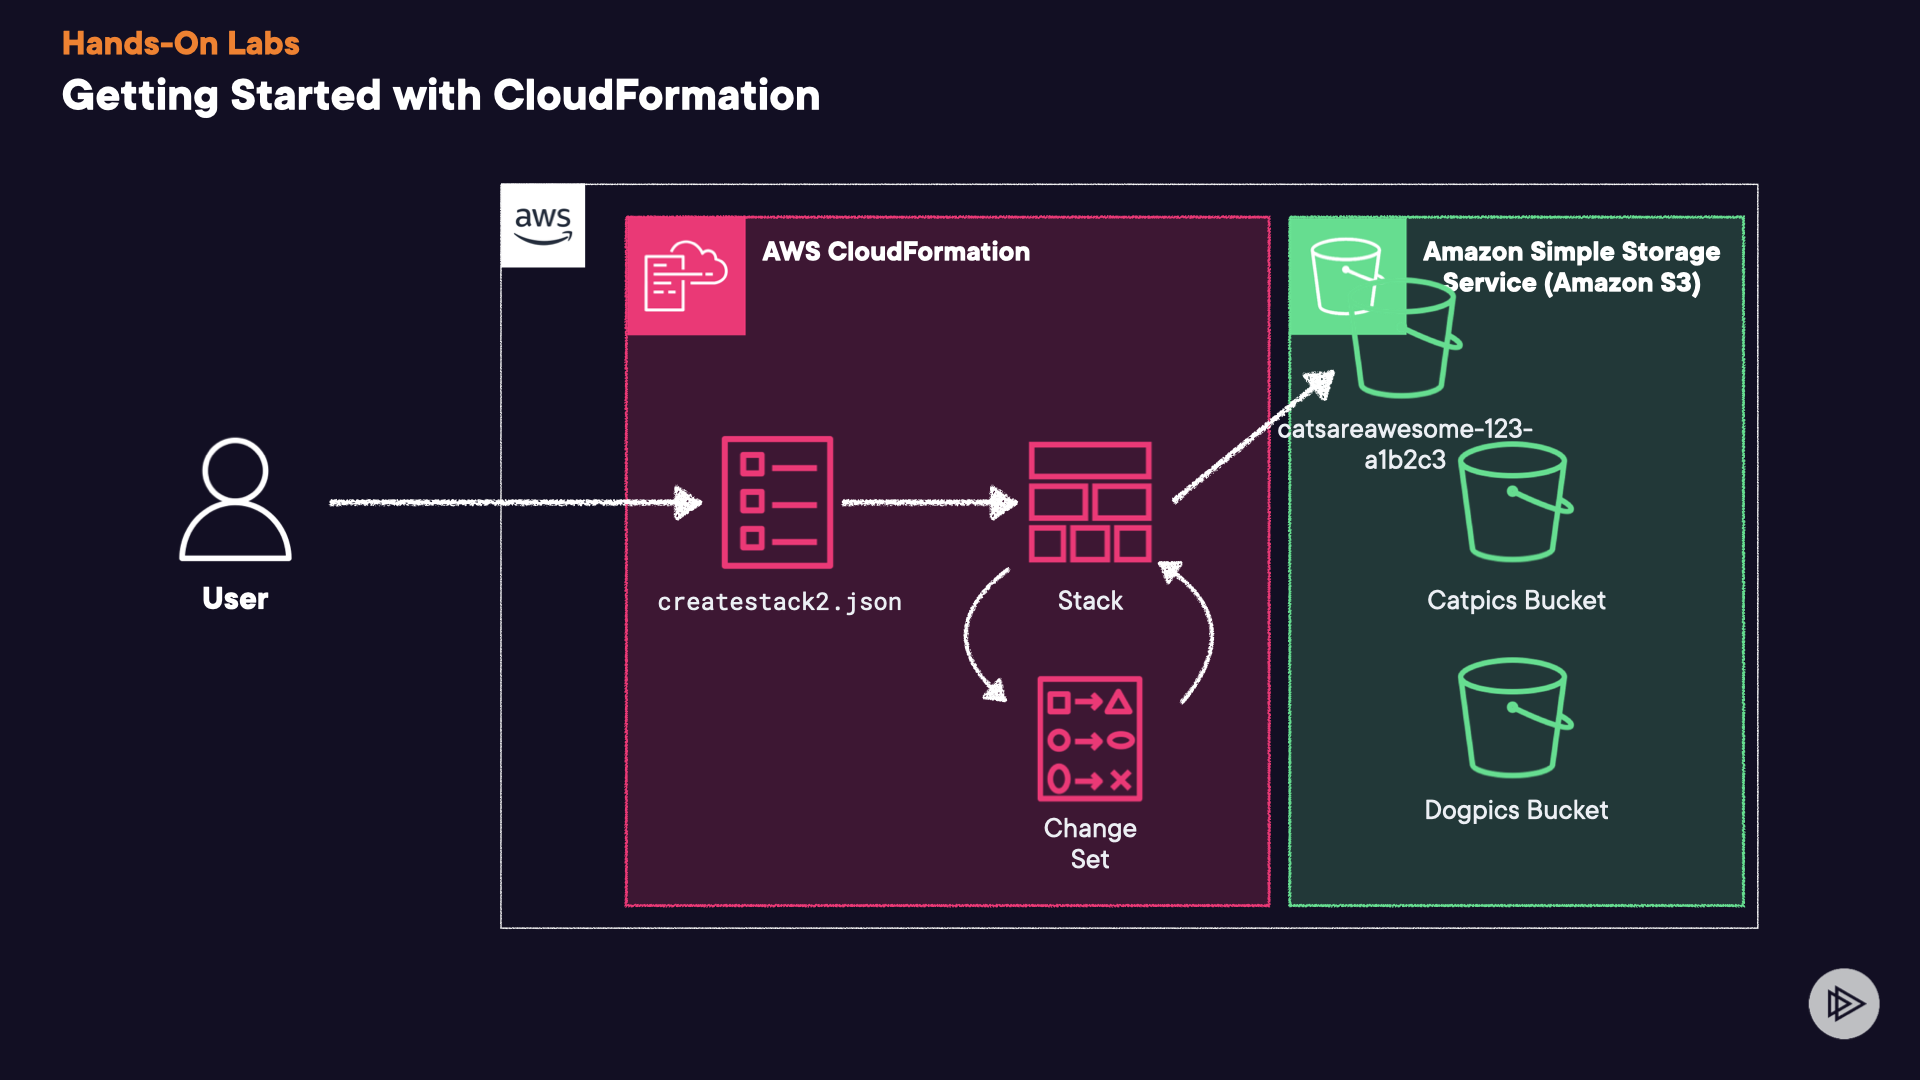 Hands-On Labs
Getting Started with CloudFormation
aws
AWS CloudFormation
Amazon Simple Storage
Service (Amazon S3)
catsareawesome-123-
a1b2c3
User
createstack2.json
Stack
Catpics Bucket
Dogpics Bucket
Change
Set